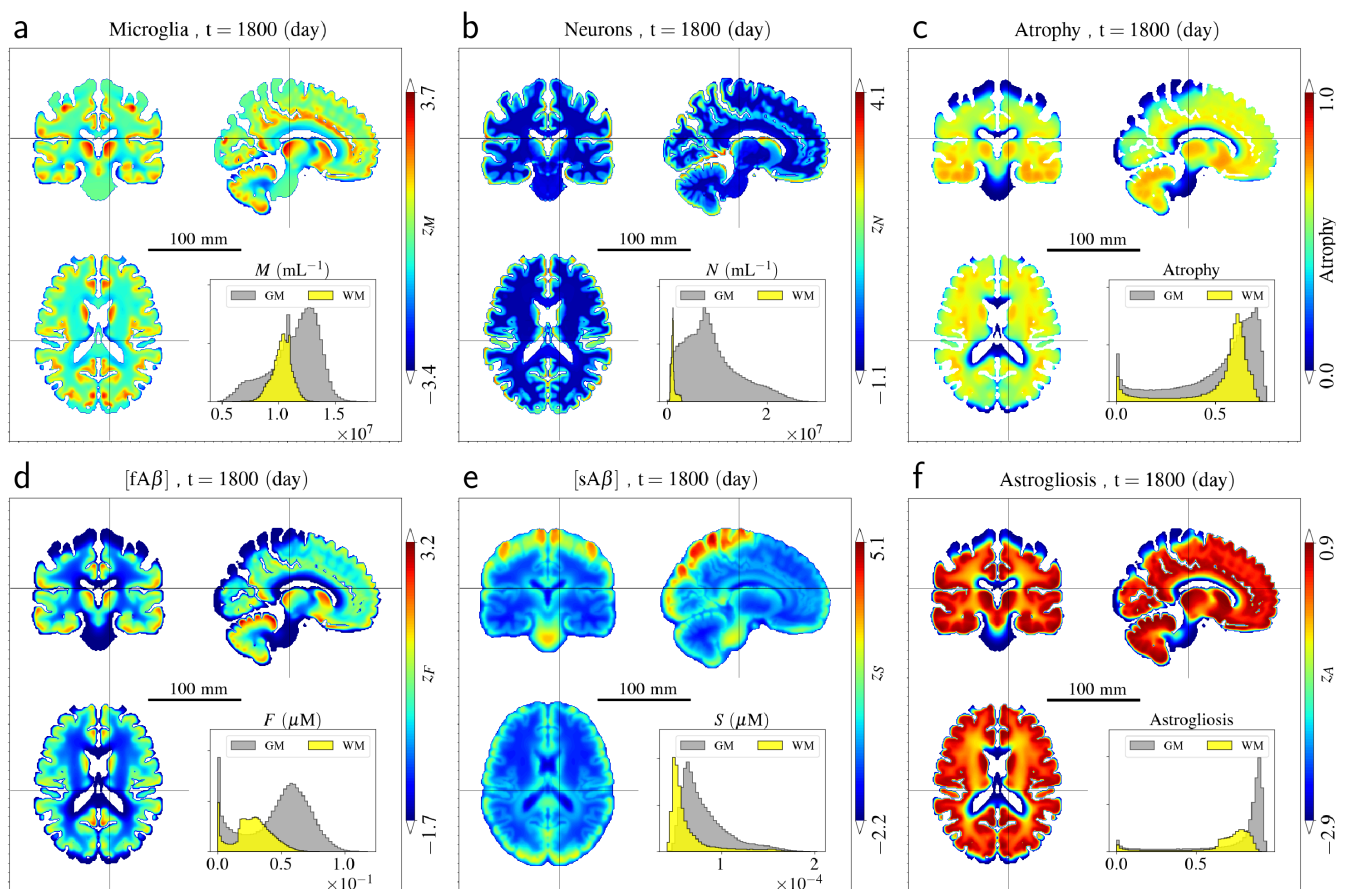 a
Microglia , t = 1800 (day)
3.7
z_M
−3.4
100 mm
M (mL⁻¹)
GM WM
0.5 1.0 1.5
×10⁷
b
Neurons , t = 1800 (day)
4.1
z_N
−1.1
100 mm
N (mL⁻¹)
GM WM
0 2
×10⁷
c
Atrophy , t = 1800 (day)
1.0
Atrophy
0.0
100 mm
Atrophy
GM WM
0.0 0.5
d
[fAβ] , t = 1800 (day)
3.2
z_F
−1.7
100 mm
F (μM)
GM WM
0.0 0.5 1.0
×10⁻¹
e
[sAβ] , t = 1800 (day)
5.1
z_S
−2.2
100 mm
S (μM)
GM WM
1 2
×10⁻⁴
f
Astrogliosis , t = 1800 (day)
0.9
z_A
−2.9
100 mm
Astrogliosis
GM WM
0.0 0.5